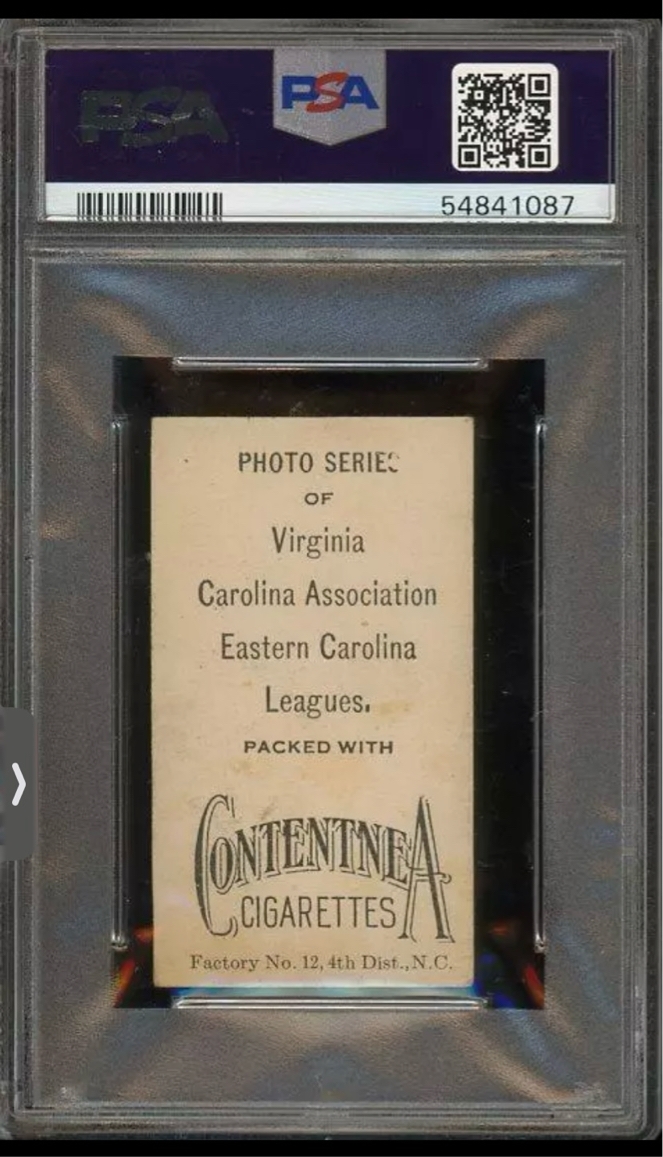 PSA
PSA
54841087
PHOTO SERIES
OF
Virginia
Carolina Association
Eastern Carolina
Leagues.
PACKED WITH
CONTENTNEA
CIGARETTES
Factory No. 12, 4th Dist., N.C.